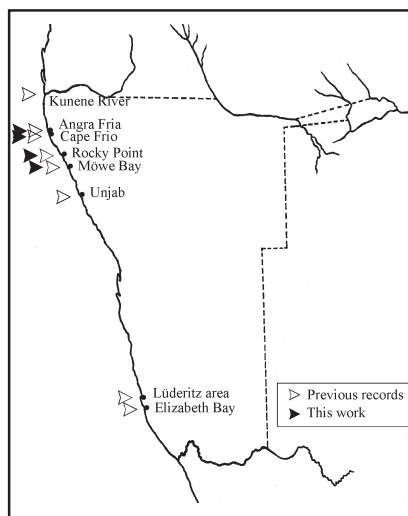 Kunene River
Angra Fria
Cape Frio
Rocky Point
Möwe Bay
Unjab
Lüderitz area
Elizabeth Bay
Previous records
This work